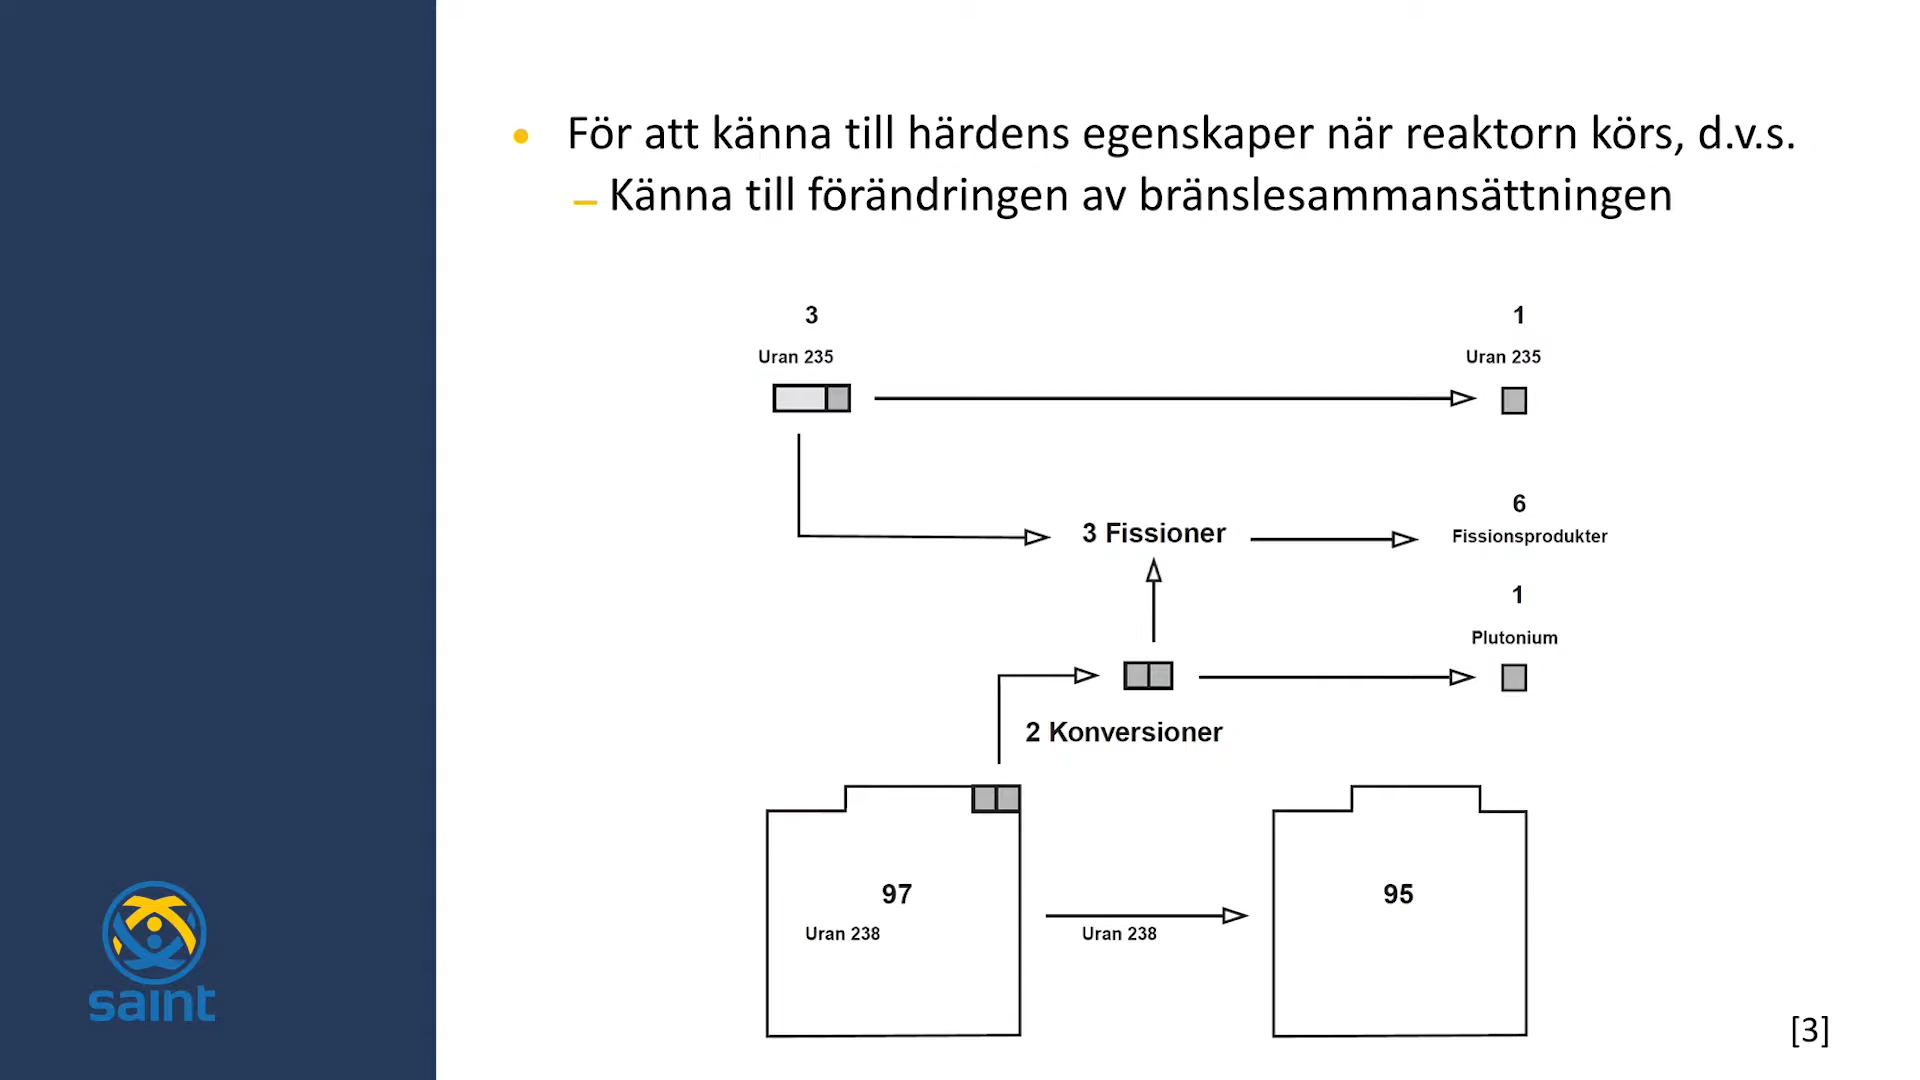 • För att känna till härdens egenskaper när reaktorn körs, d.v.s.
– Känna till förändringen av bränslesammansättningen
3
Uran 235
1
Uran 235
3 Fissioner
6
Fissionsprodukter
1
Plutonium
2 Konversioner
97
Uran 238
Uran 238
95
saint
[3]